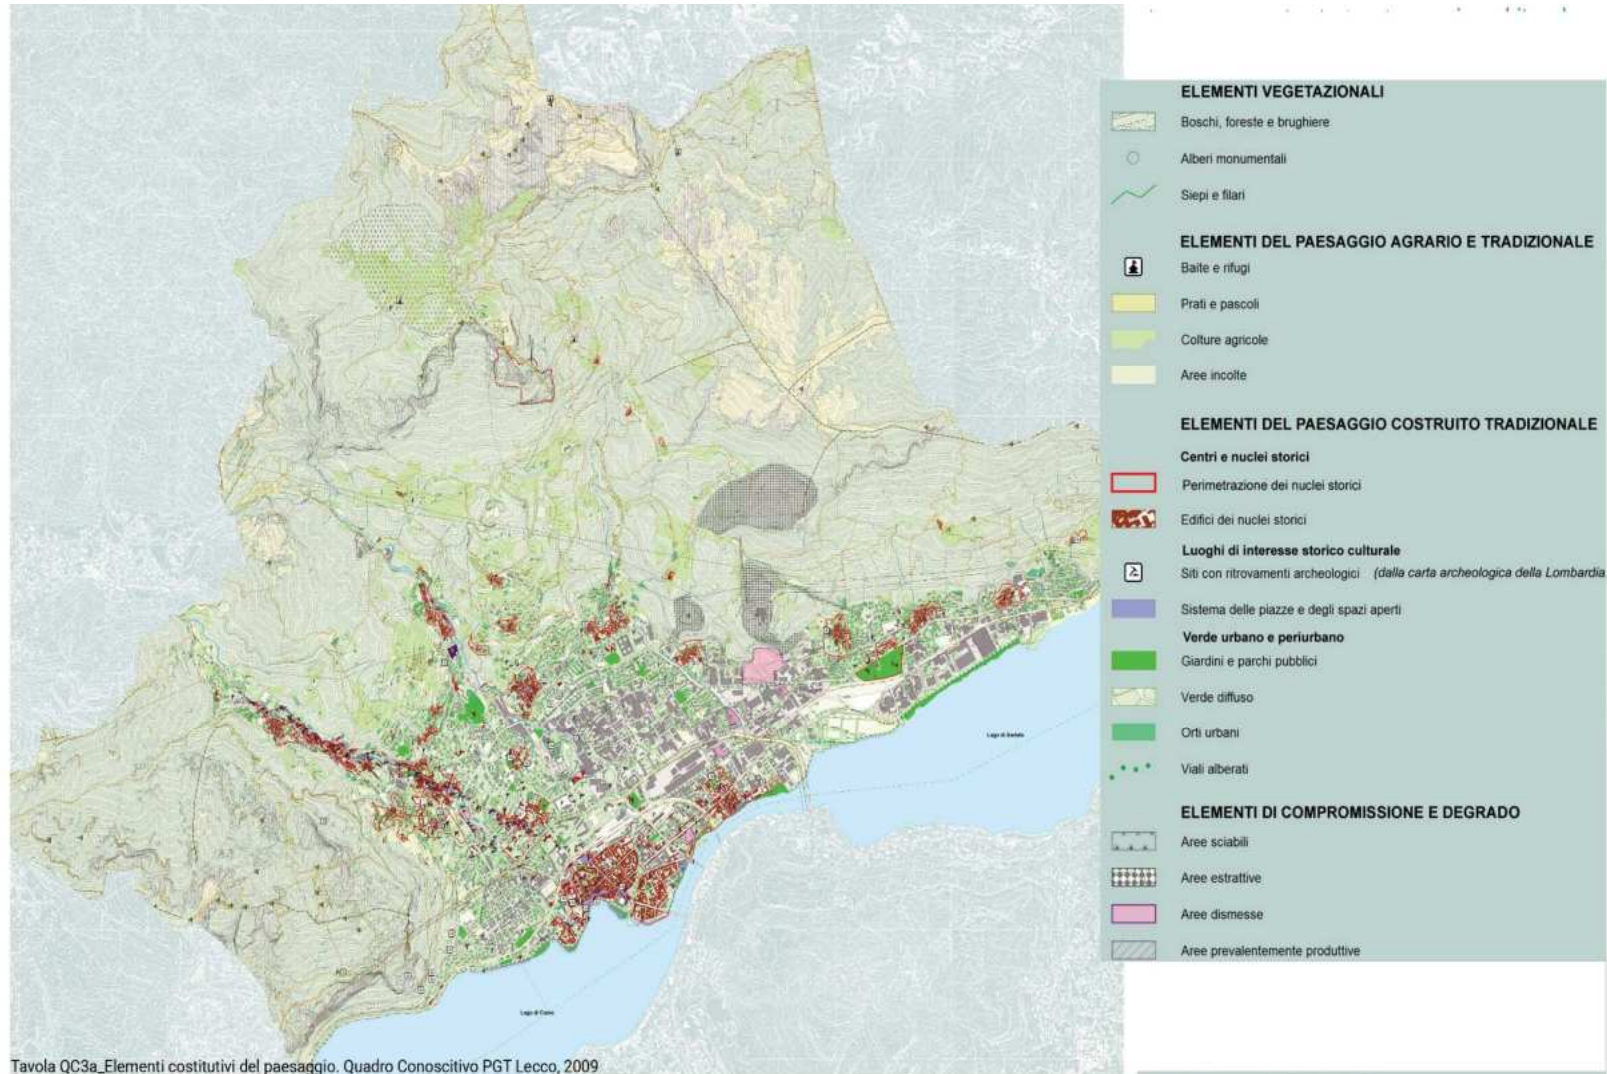 ELEMENTI VEGETAZIONALI
Boschi, foreste e brughiere
Alberi monumentali
Siepi e filari
ELEMENTI DEL PAESAGGIO AGRARIO E TRADIZIONALE
Baite e rifugi
Prati e pascoli
Colture agricole
Aree incolte
ELEMENTI DEL PAESAGGIO COSTRUITO TRADIZIONALE
Centri e nuclei storici
Perimetrazione dei nuclei storici
Edifici dei nuclei storici
Luoghi di interesse storico culturale
Siti con ritrovamenti archeologici (dalla carta archeologica della Lombardia
Sistema delle piazze e degli spazi aperti
Verde urbano e periurbano
Giardini e parchi pubblici
Verde diffuso
Orti urbani
Viali alberati
ELEMENTI DI COMPROMISSIONE E DEGRADO
Aree sciabili
Aree estrattive
Aree dismesse
Aree prevalentemente produttive
Lago di Garlate
Lago di Como
Tavola QC3a_Elementi costitutivi del paesaggio. Quadro Conoscitivo PGT Lecco, 2009